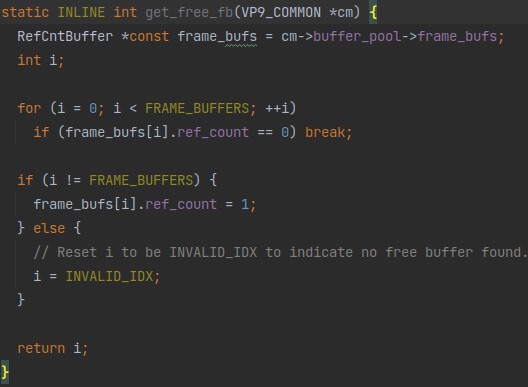 static INLINE int get_free_fb(VP9_COMMON *cm) {
  RefCntBuffer *const frame_bufs = cm->buffer_pool->frame_bufs;
  int i;

  for (i = 0; i < FRAME_BUFFERS; ++i)
    if (frame_bufs[i].ref_count == 0) break;

  if (i != FRAME_BUFFERS) {
    frame_bufs[i].ref_count = 1;
  } else {
    // Reset i to be INVALID_IDX to indicate no free buffer found.
    i = INVALID_IDX;
  }

  return i;
}